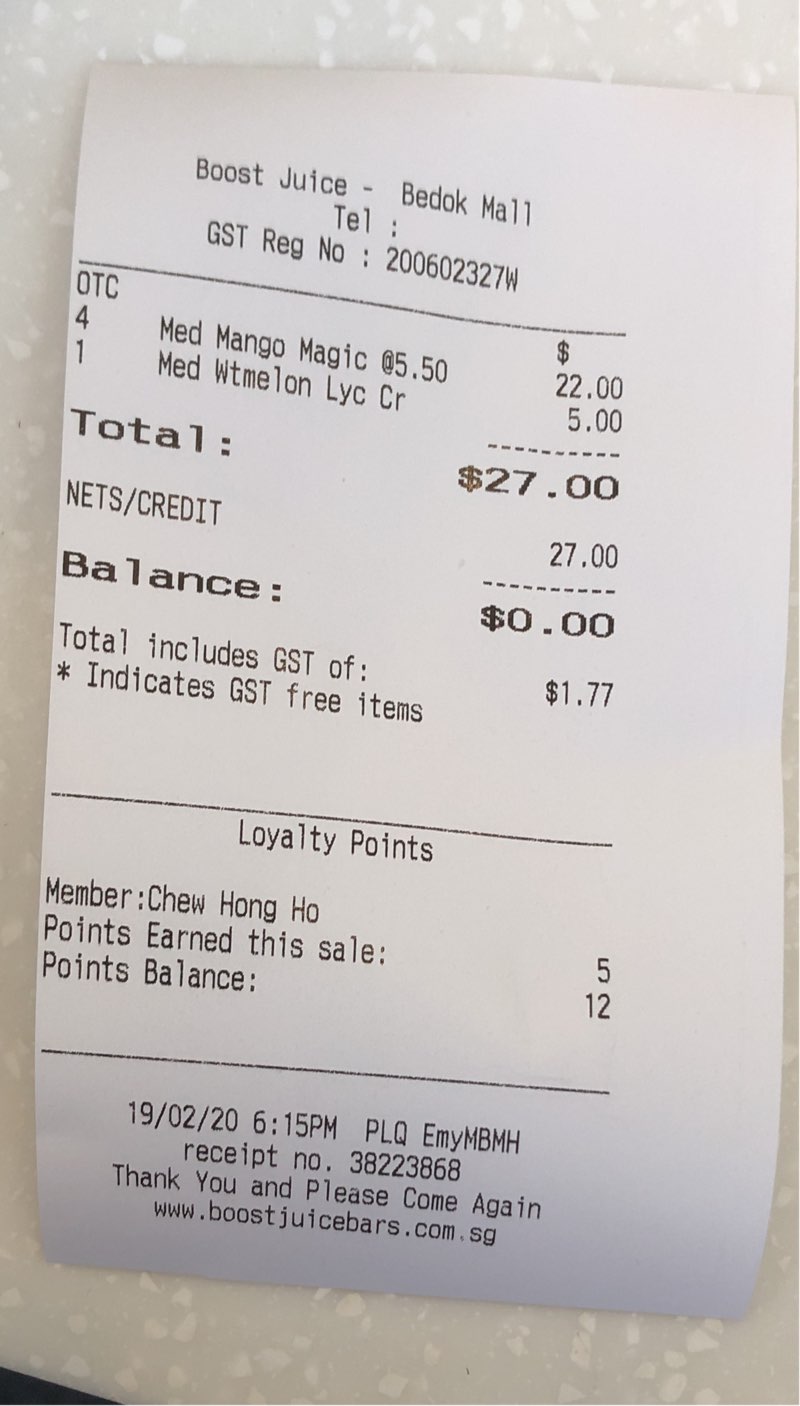 Boost Juice - Bedok Mall
Tel :
GST Reg No : 200602327W
OTC $
4 Med Mango Magic @5.50 22.00
1 Med Wtmelon Lyc Cr 5.00
----------
Total: $27.00
NETS/CREDIT 27.00
----------
Balance: $0.00
Total includes GST of: $1.77
* Indicates GST free items
Loyalty Points
Member:Chew Hong Ho
Points Earned this sale: 5
Points Balance: 12
19/02/20 6:15PM PLQ EmyMBMH
receipt no. 38223868
Thank You and Please Come Again
www.boostjuicebars.com.sg